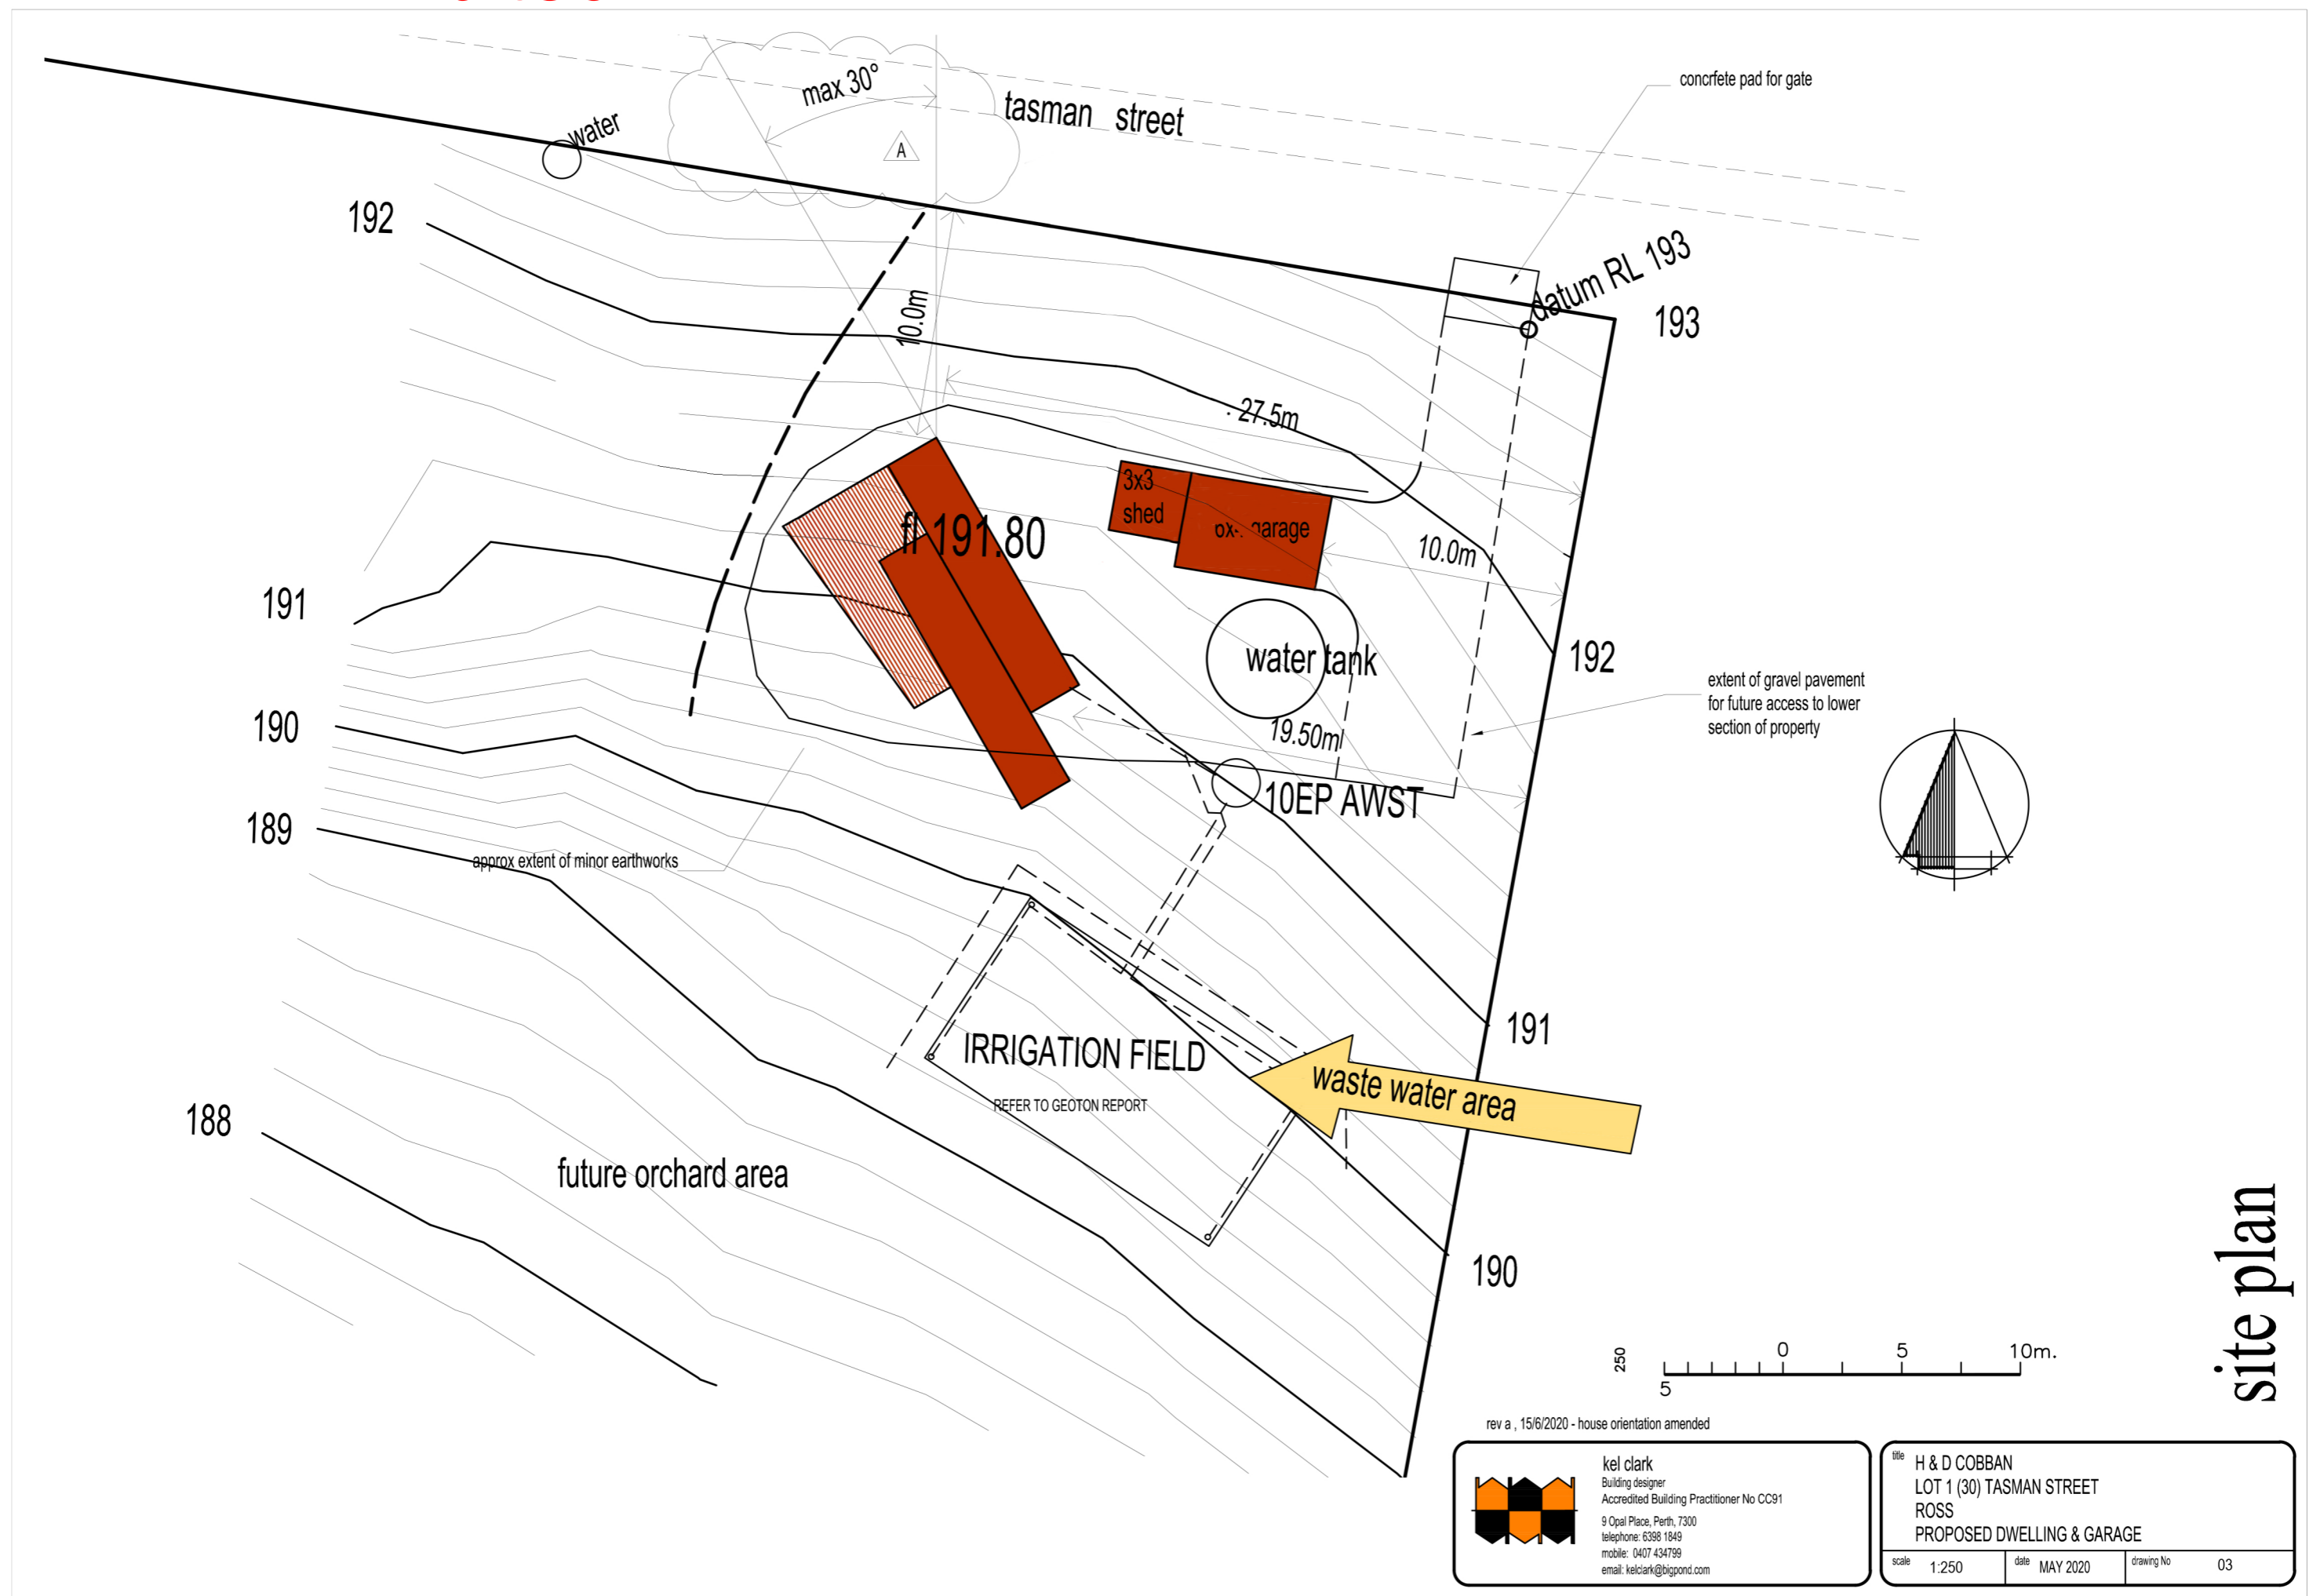 max 30°
A
tasman street
concrfete pad for gate
water
192
datum RL 193
193
10.0m
27.5m
3x3
shed
garage
fl 191.80
10.0m
191
water tank
192
extent of gravel pavement
for future access to lower
section of property
190
19.50m
10EP AWST
189
approx extent of minor earthworks
191
IRRIGATION FIELD
REFER TO GEOTON REPORT
waste water area
188
future orchard area
190
site plan
250
5
0
5
10m.
rev a , 15/6/2020 - house orientation amended
kel clark
Building designer
Accredited Building Practitioner No CC91
9 Opal Place, Perth, 7300
telephone: 6398 1849
mobile: 0407 434799
email: kelclark@bigpond.com
title
H & D COBBAN
LOT 1 (30) TASMAN STREET
ROSS
PROPOSED DWELLING & GARAGE
scale 1:250
date MAY 2020
drawing No 03